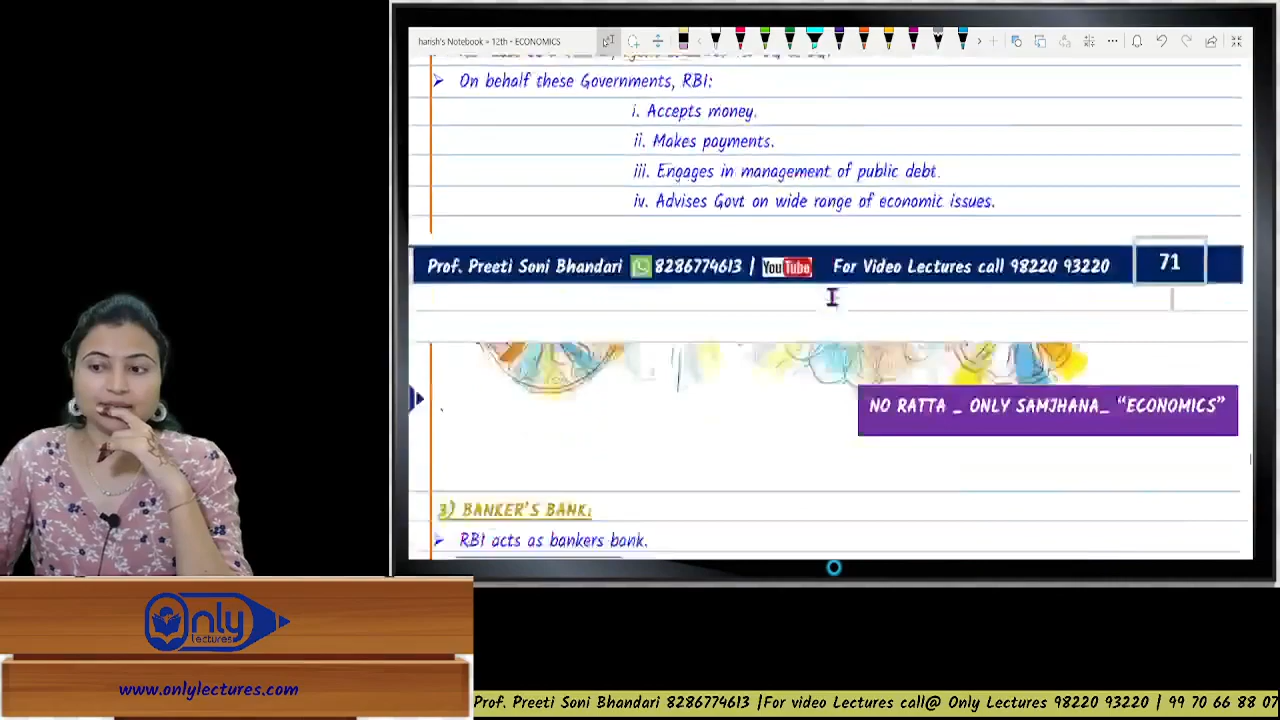 harish's Notebook » 12th • ECONOMICS
On behalf these Governments, RBI:
i. Accepts money.
ii. Makes payments.
iii. Engages in management of public debt.
iv. Advises Govt on wide range of economic issues.
Prof. Preeti Soni Bhandari 8286774613 | YouTube For Video Lectures call 98220 93220 71
NO RATTA _ ONLY SAMJHANA_ “ECONOMICS”
3) BANKER'S BANK:
RBI acts as bankers bank.
Only
lectures
www.onlylectures.com
Prof. Preeti Soni Bhandari 8286774613 |For video Lectures call@ Only Lectures 98220 93220 | 99 70 66 88 07